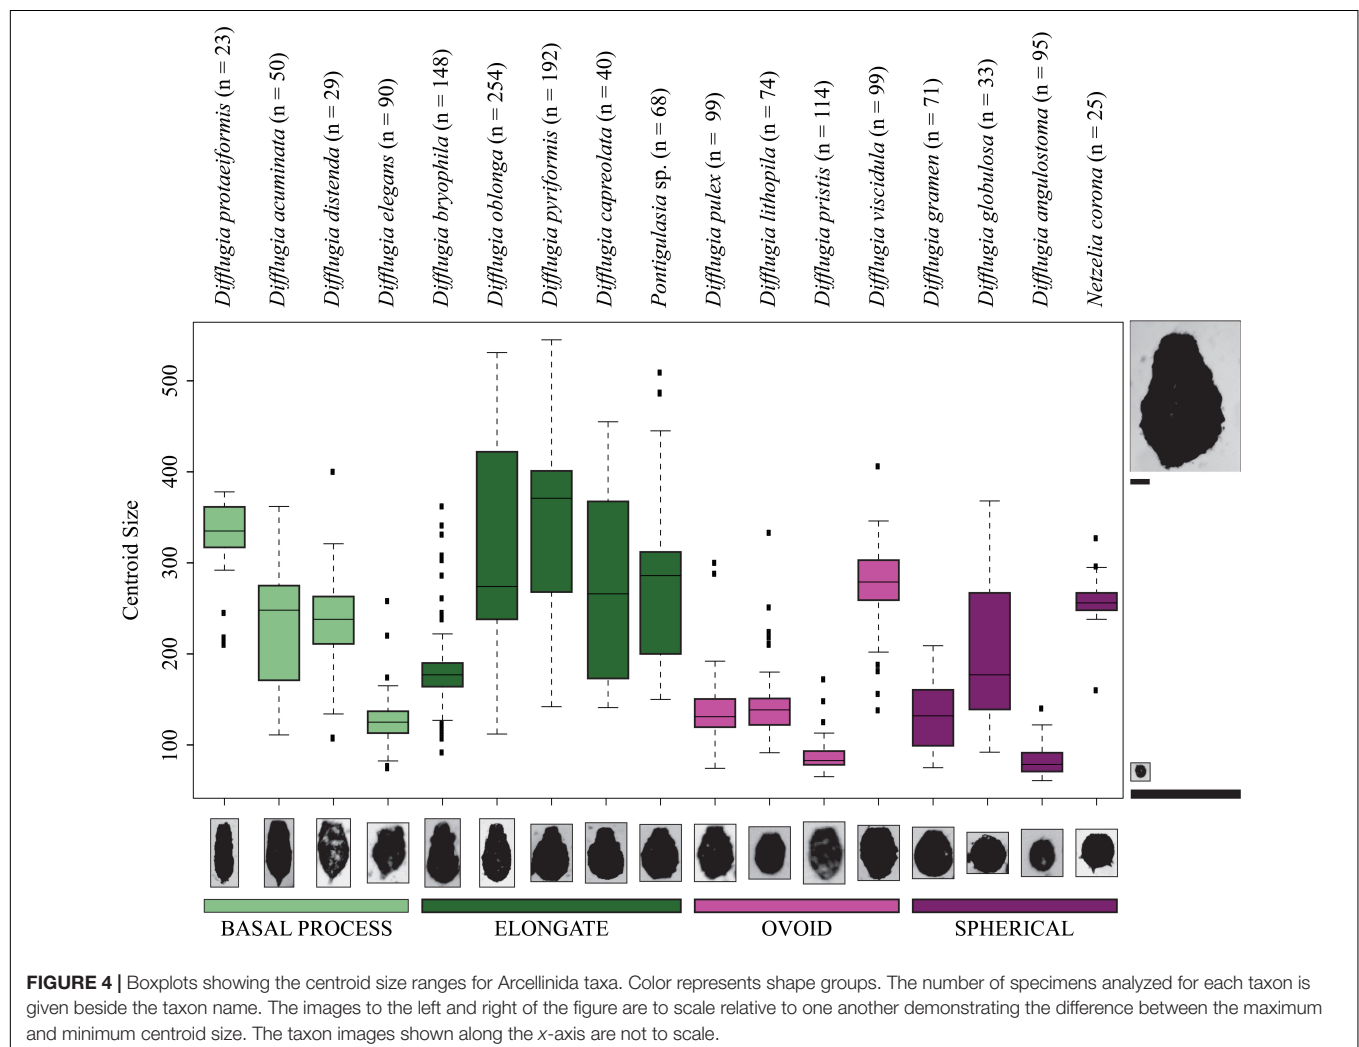 Difflugia protaeiformis (n = 23)
Difflugia acuminata (n = 50)
Difflugia distenda (n = 29)
Difflugia elegans (n = 90)
Difflugia bryophila (n = 148)
Difflugia oblonga (n = 254)
Difflugia pyriformis (n = 192)
Difflugia capreolata (n = 40)
Pontigulasia sp. (n = 68)
Difflugia pulex (n = 99)
Difflugia lithopila (n = 74)
Difflugia pristis (n = 114)
Difflugia viscidula (n = 99)
Difflugia gramen (n = 71)
Difflugia globulosa (n = 33)
Difflugia angulostoma (n = 95)
Netzelia corona (n = 25)
Centroid Size
500
400
300
200
100
BASAL PROCESS
ELONGATE
OVOID
SPHERICAL
FIGURE 4 | Boxplots showing the centroid size ranges for Arcellinida taxa. Color represents shape groups. The number of specimens analyzed for each taxon is
given beside the taxon name. The images to the left and right of the figure are to scale relative to one another demonstrating the difference between the maximum
and minimum centroid size. The taxon images shown along the x-axis are not to scale.